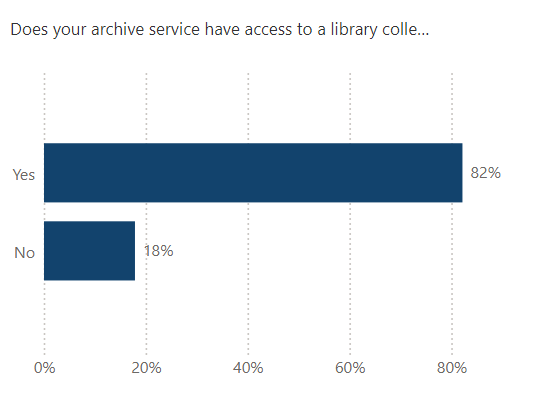 Does your archive service have access to a library colle...
Yes
82%
No
18%
0%
20%
40%
60%
80%